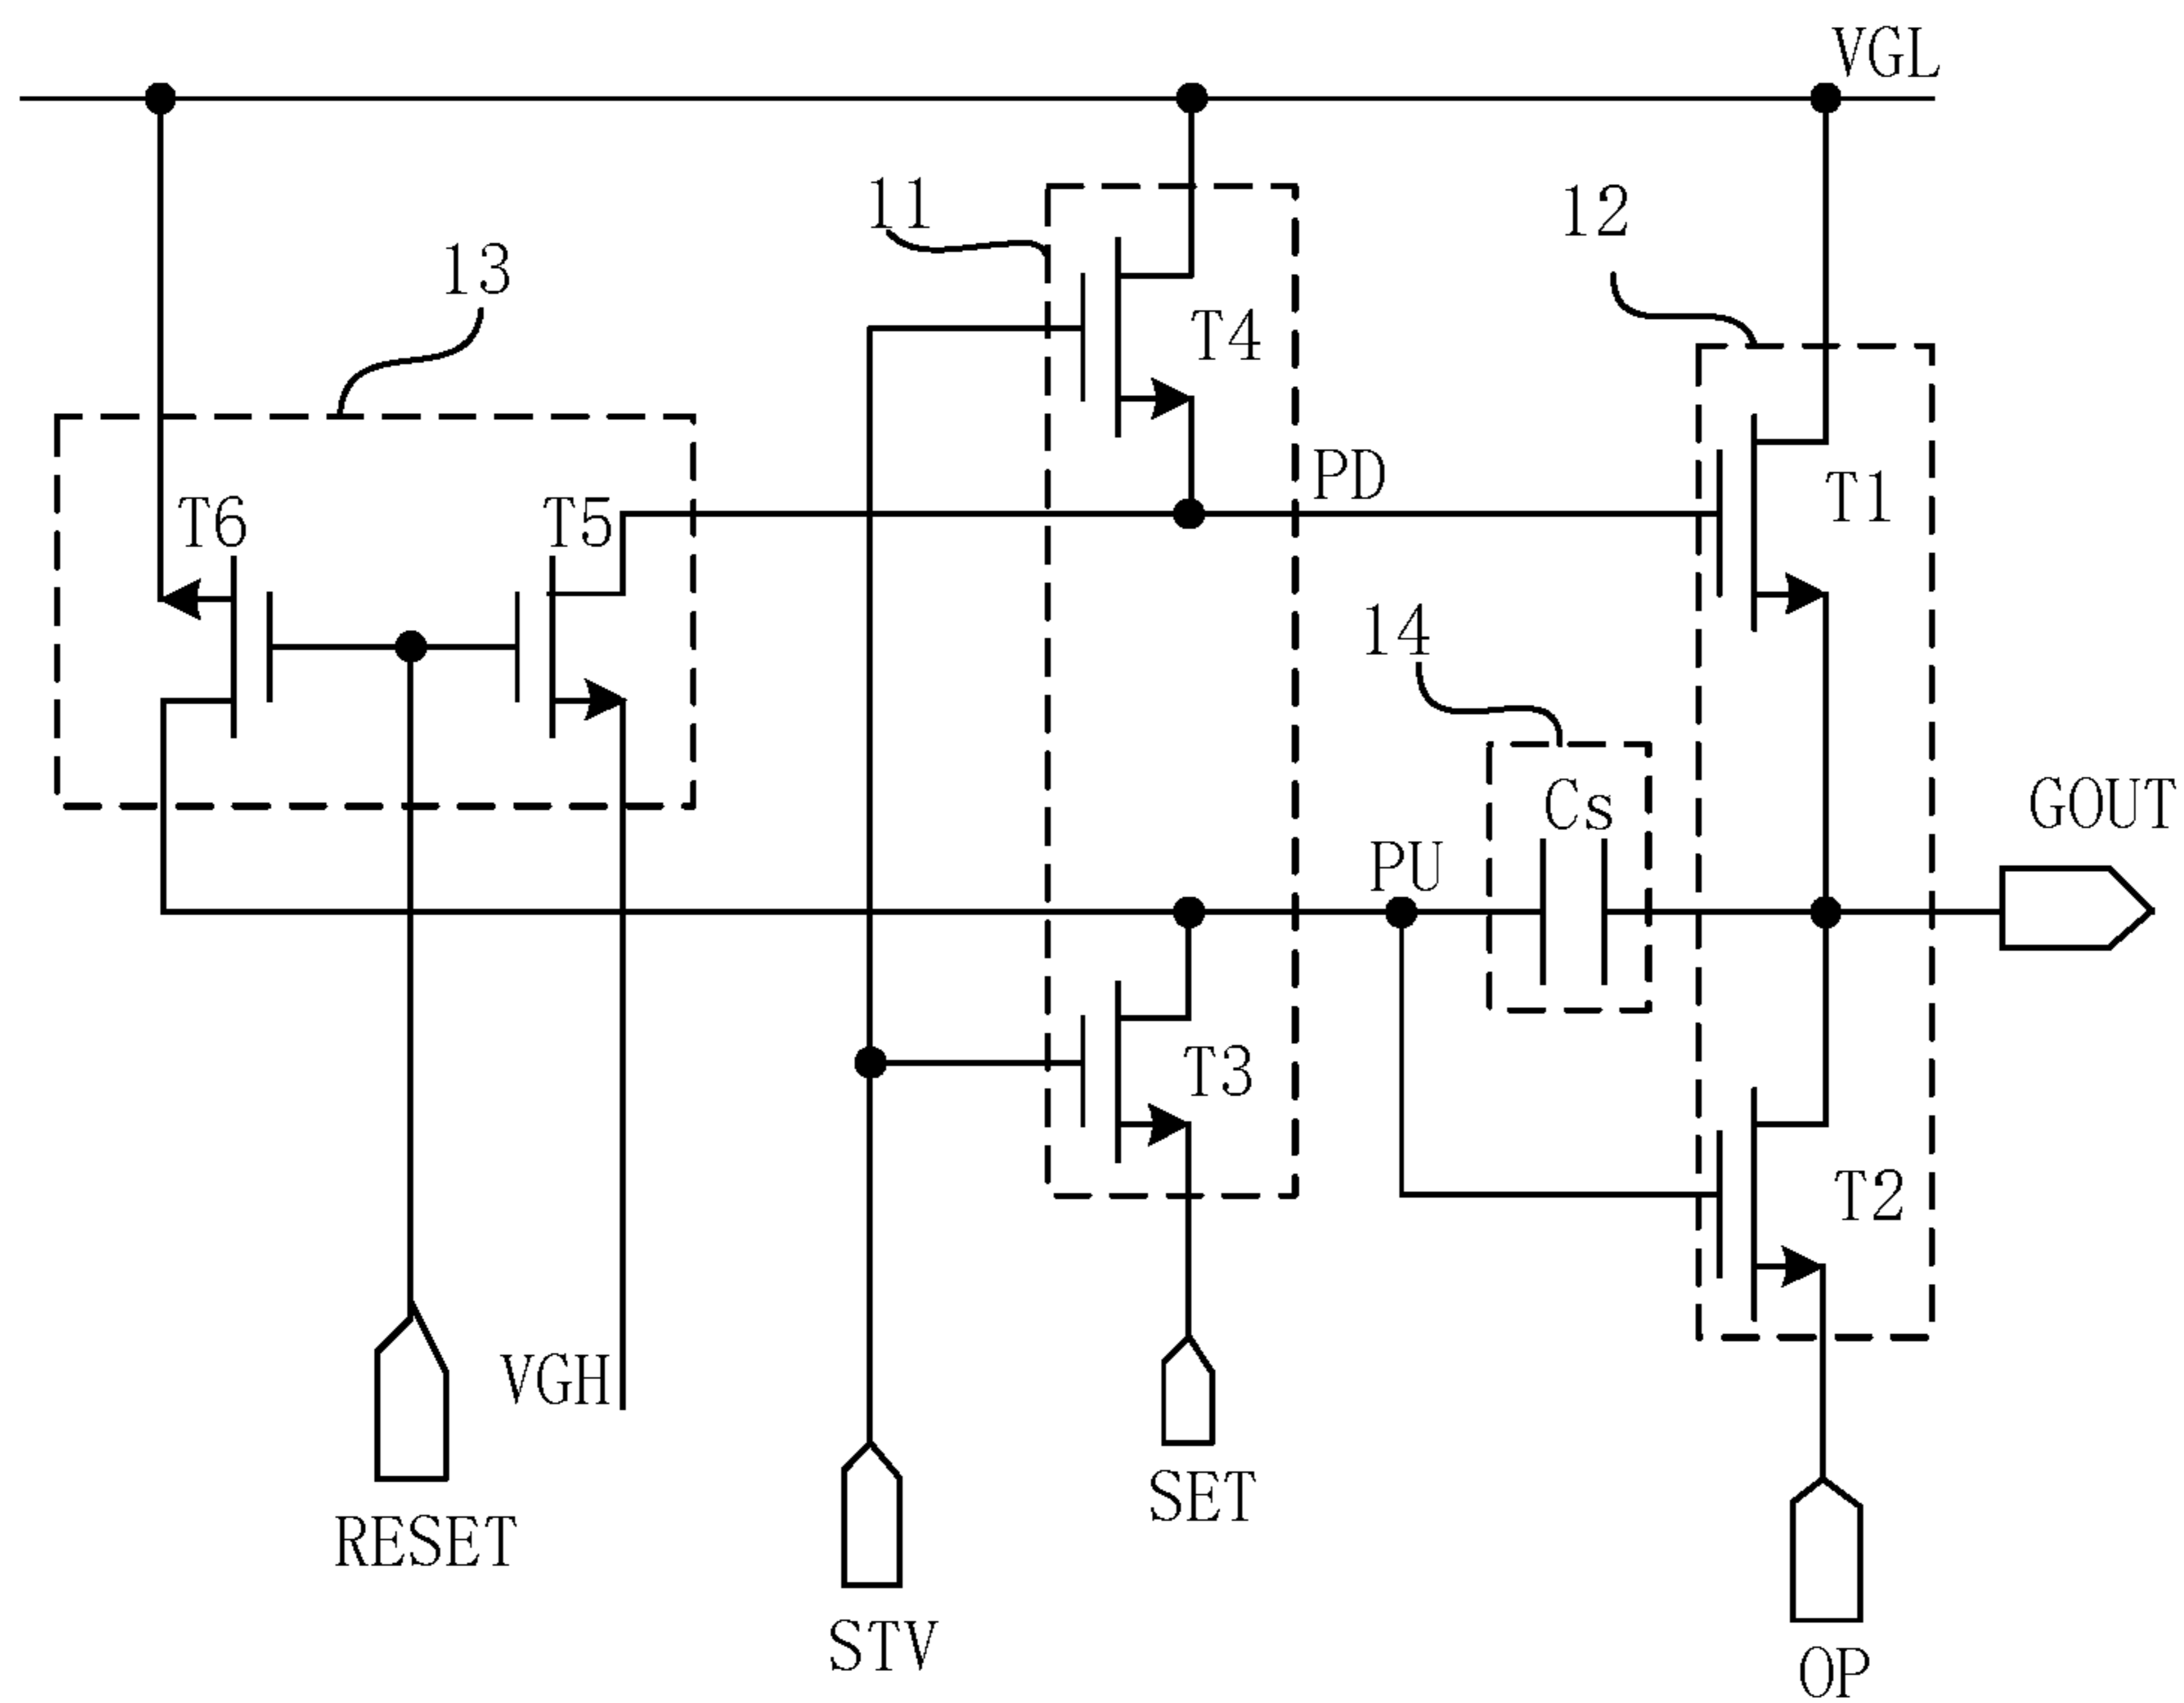 VGL
11
12
13
T4
PD
T1
T6
T5
14
Cs
GOUT
PU
T3
T2
VGH
SET
RESET
STV
OP